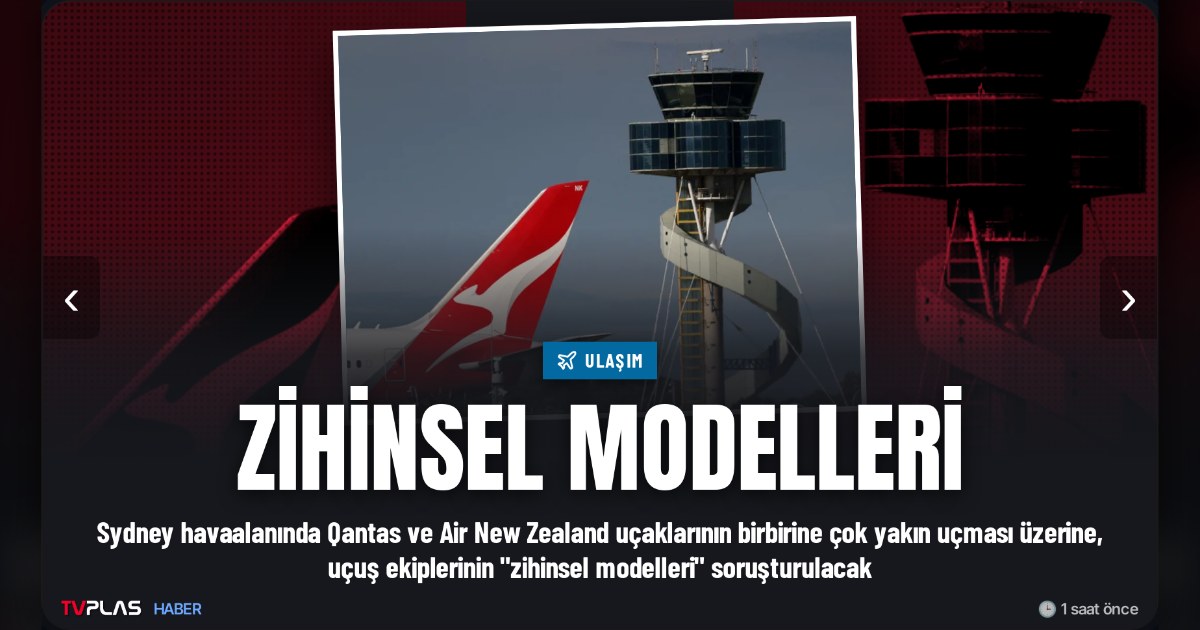 NK
ULAŞIM
ZİHİNSEL MODELLERİ
Sydney havaalanında Qantas ve Air New Zealand uçaklarının birbirine çok yakın uçması üzerine,
uçuş ekiplerinin "zihinsel modelleri" soruşturulacak
TVPLAS HABER
1 saat önce